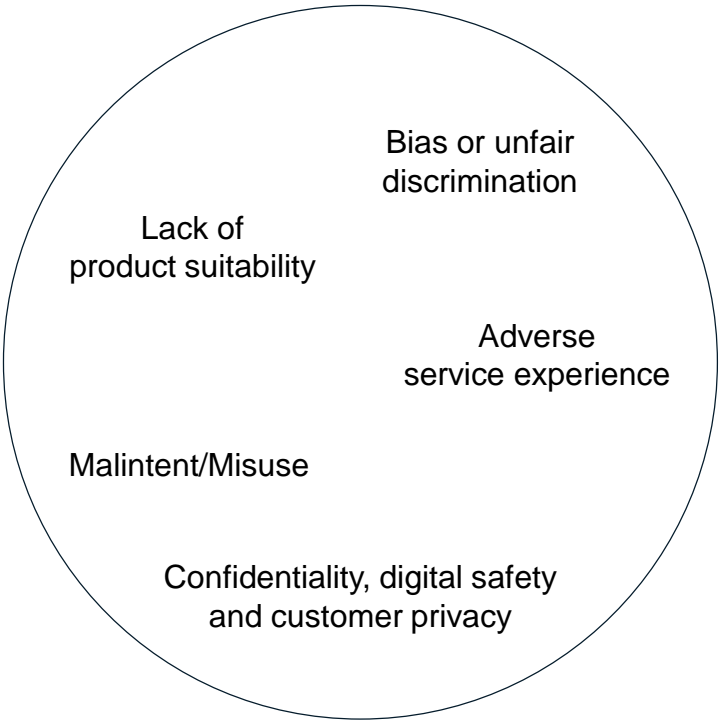 Bias or unfair
discrimination
Lack of
product suitability
Adverse
service experience
Malintent/Misuse
Confidentiality, digital safety
and customer privacy